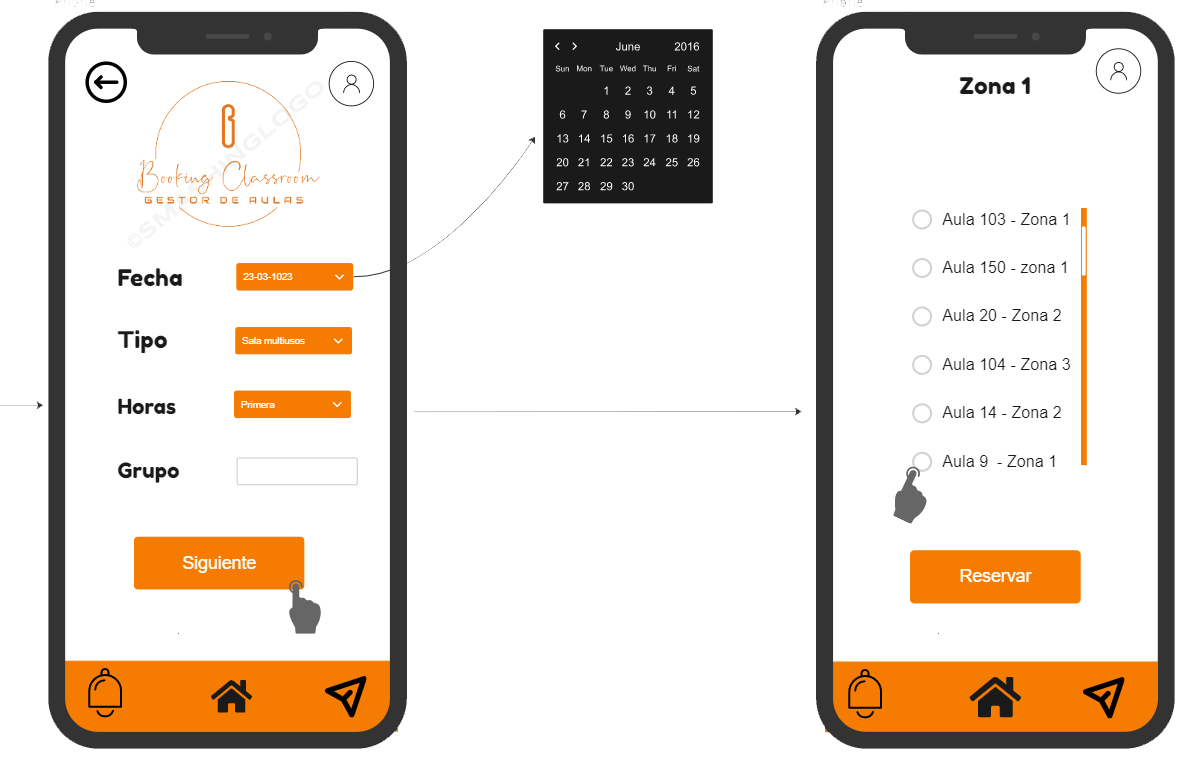 ©SMASHINGLOGO
B
Booking Classroom
GESTOR DE AULAS
Fecha
23-03-1023
Tipo
Sala multiusos
Horas
Primera
Grupo
Siguiente
June 2016
Sun Mon Tue Wed Thu Fri Sat
1 2 3 4 5
6 7 8 9 10 11 12
13 14 15 16 17 18 19
20 21 22 23 24 25 26
27 28 29 30
Zona 1
Aula 103 - Zona 1
Aula 150 - zona 1
Aula 20 - Zona 2
Aula 104 - Zona 3
Aula 14 - Zona 2
Aula 9 - Zona 1
Reservar